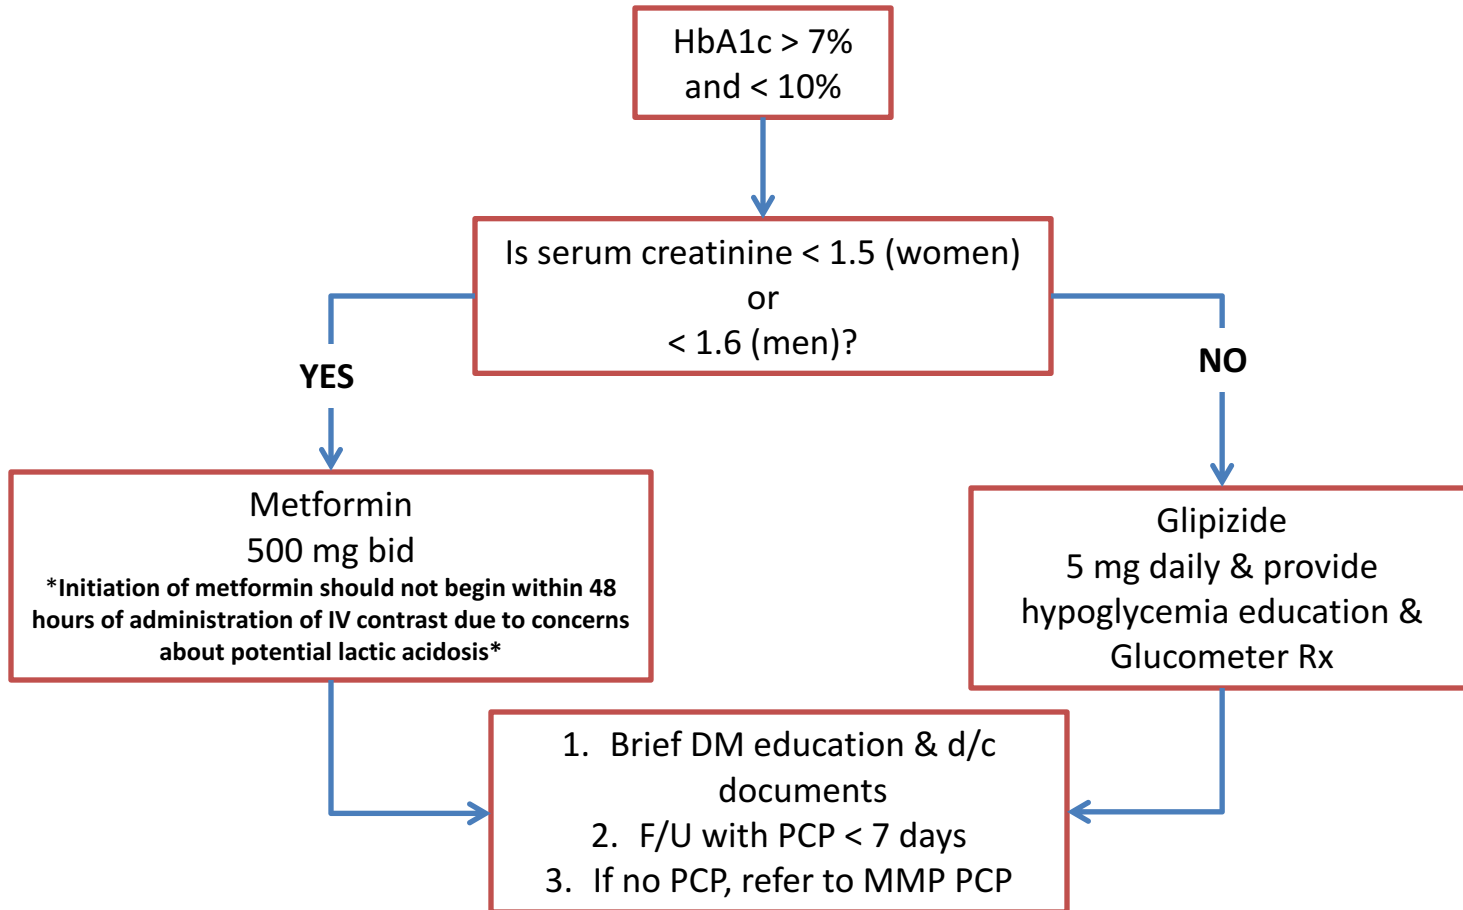 HbA1c > 7%
and < 10%
Is serum creatinine < 1.5 (women)
or
< 1.6 (men)?
YES
NO
Metformin
500 mg bid
*Initiation of metformin should not begin within 48
hours of administration of IV contrast due to concerns
about potential lactic acidosis*
Glipizide
5 mg daily & provide
hypoglycemia education &
Glucometer Rx
1. Brief DM education & d/c
documents
2. F/U with PCP < 7 days
3. If no PCP, refer to MMP PCP